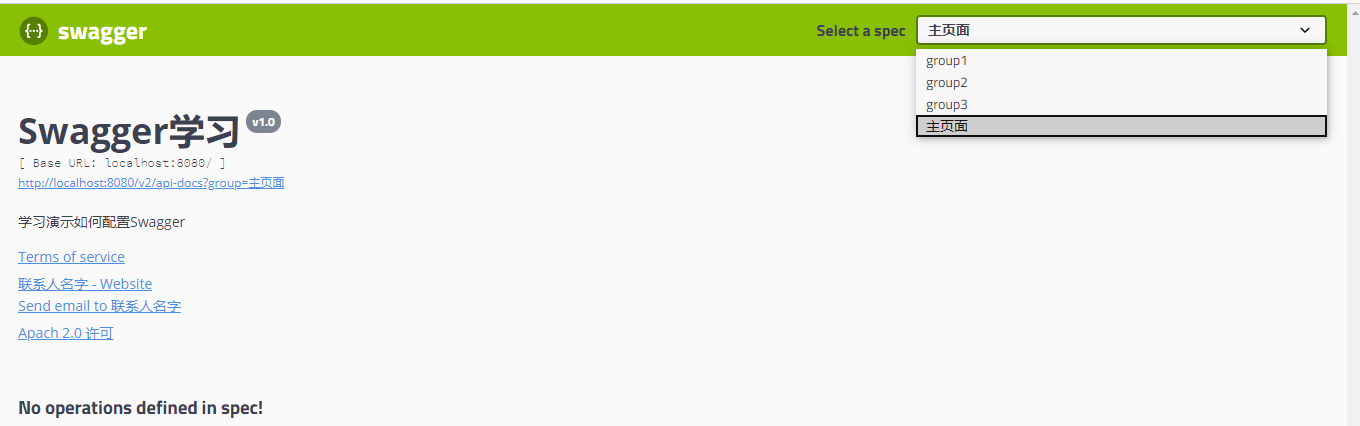 {··} swagger
Select a spec 主页面
group1
group2
group3
主页面
Swagger学习 v1.0
[ Base URL: localhost:8080/ ]
http://localhost:8080/v2/api-docs?group=主页面
学习演示如何配置Swagger
Terms of service
联系人名字 - Website
Send email to 联系人名字
Apach 2.0 许可
No operations defined in spec!